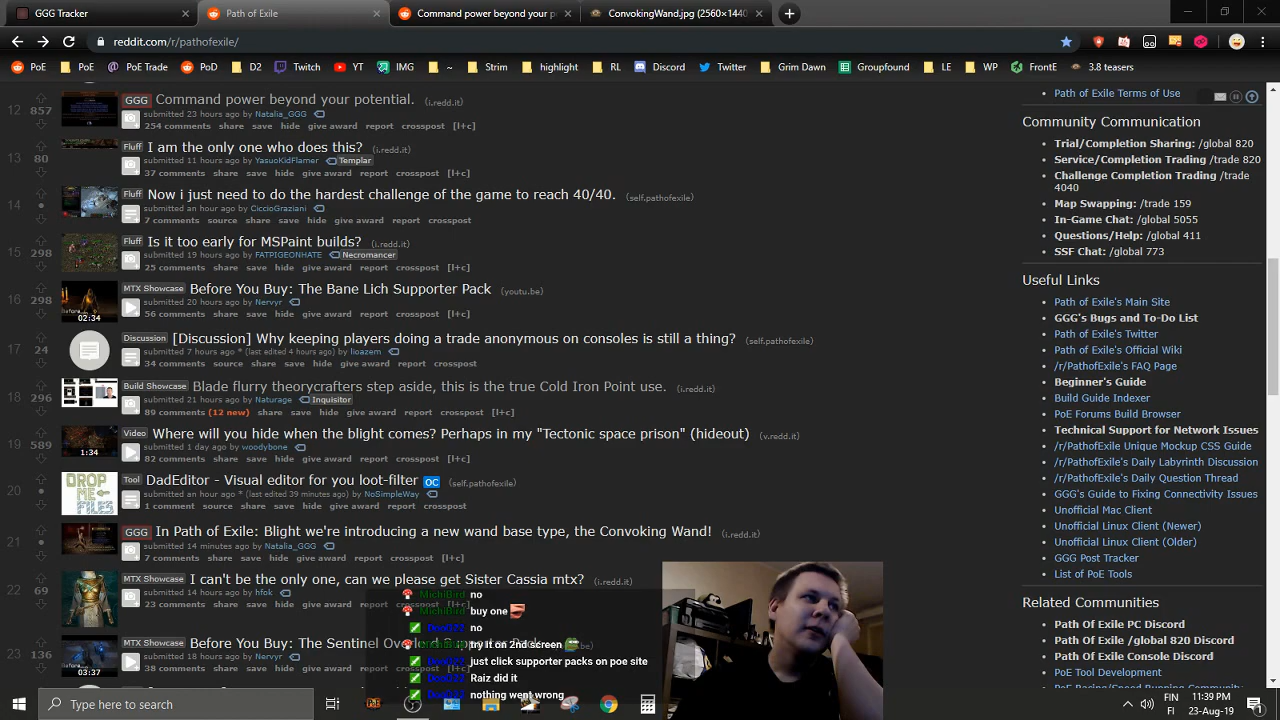 GGG Tracker
Path of Exile
Command power beyond your p
ConvokingWand.jpg (2560×1440
reddit.com/r/pathofexile/
PoE
PoE
PoE Trade
PoD
D2
Twitch
YT
IMG
~
Strim
highlight
RL
Discord
Twitter
Grim Dawn
Groupfound
LE
WP
FrontE
3.8 teasers
12 857 GGG Command power beyond your potential. (i.redd.it)
submitted 23 hours ago by Natalia_GGG
254 comments share save hide give award report crosspost [l+c]
13 80 Fluff I am the only one who does this? (i.redd.it)
submitted 11 hours ago by YasuoKidFlamer Templar
37 comments share save hide give award report crosspost [l+c]
14 • Fluff Now i just need to do the hardest challenge of the game to reach 40/40. (self.pathofexile)
submitted an hour ago by CiccioGraziani
7 comments source share save hide give award report crosspost
15 298 Fluff Is it too early for MSPaint builds? (i.redd.it)
submitted 19 hours ago by FATPIGEONHATE Necromancer
25 comments share save hide give award report crosspost [l+c]
16 298 MTX Showcase Before You Buy: The Bane Lich Supporter Pack (youtu.be)
submitted 20 hours ago by Nervyr
02:34
56 comments share save hide give award report crosspost [l+c]
17 24 Discussion [Discussion] Why keeping players doing a trade anonymous on consoles is still a thing? (self.pathofexile)
submitted 7 hours ago * (last edited 4 hours ago) by lioazem
34 comments source share save hide give award report crosspost
18 296 Build Showcase Blade flurry theorycrafters step aside, this is the true Cold Iron Point use. (i.redd.it)
submitted 21 hours ago by Naturage Inquisitor
89 comments (12 new) share save hide give award report crosspost [l+c]
19 589 Video Where will you hide when the blight comes? Perhaps in my "Tectonic space prison" (hideout) (v.redd.it)
submitted 1 day ago by woodybone
1:34
82 comments share save hide give award report crosspost [l+c]
20 • Tool DadEditor - Visual editor for you loot-filter OC (self.pathofexile)
submitted an hour ago * (last edited 39 minutes ago) by NoSimpleWay
DROP ME FILES
1 comment source share save hide give award report crosspost
21 • GGG In Path of Exile: Blight we're introducing a new wand base type, the Convoking Wand! (i.redd.it)
submitted 14 minutes ago by Natalia_GGG
7 comments share save hide give award report crosspost [l+c]
22 69 MTX Showcase I can't be the only one, can we please get Sister Cassia mtx? (i.redd.it)
submitted 14 hours ago by hfok
23 comments share save hide give award report crosspost [l+c]
23 136 MTX Showcase Before You Buy: The Sentinel Overlord Supporter Pack
submitted 18 hours ago by Nervyr
03:37
38 comments share save hide give award report crosspost [l+c]
MichiBird no
MichiBird buy one
no
MichiBird try it on 2nd screen
just click supporter packs on poe site
Raiz did it
nothing went wrong
Path of Exile Terms of Use
Community Communication
Trial/Completion Sharing: /global 820
Service/Completion Trading /trade 820
Challenge Completion Trading /trade
4040
Map Swapping: /trade 159
In-Game Chat: /global 5055
Questions/Help: /global 411
SSF Chat: /global 773
Useful Links
Path of Exile's Main Site
GGG's Bugs and To-Do List
Path of Exile's Twitter
Path of Exile's Official Wiki
/r/PathofExile's FAQ Page
Beginner's Guide
Build Guide Indexer
PoE Forums Build Browser
Technical Support for Network Issues
/r/PathofExile Unique Mockup CSS Guide
/r/PathofExile's Daily Labyrinth Discussion
/r/PathofExile's Daily Question Thread
GGG's Guide to Fixing Connectivity Issues
Unofficial Mac Client
Unofficial Linux Client (Newer)
Unofficial Linux Client (Older)
GGG Post Tracker
List of PoE Tools
Related Communities
Path of Exile PC Discord
Path of Exile /global 820 Discord
Path of Exile Console Discord
PoE Tool Development
PoE Racing/Speed Running Community
Type here to search
FIN
FI
11:39 PM
23-Aug-19